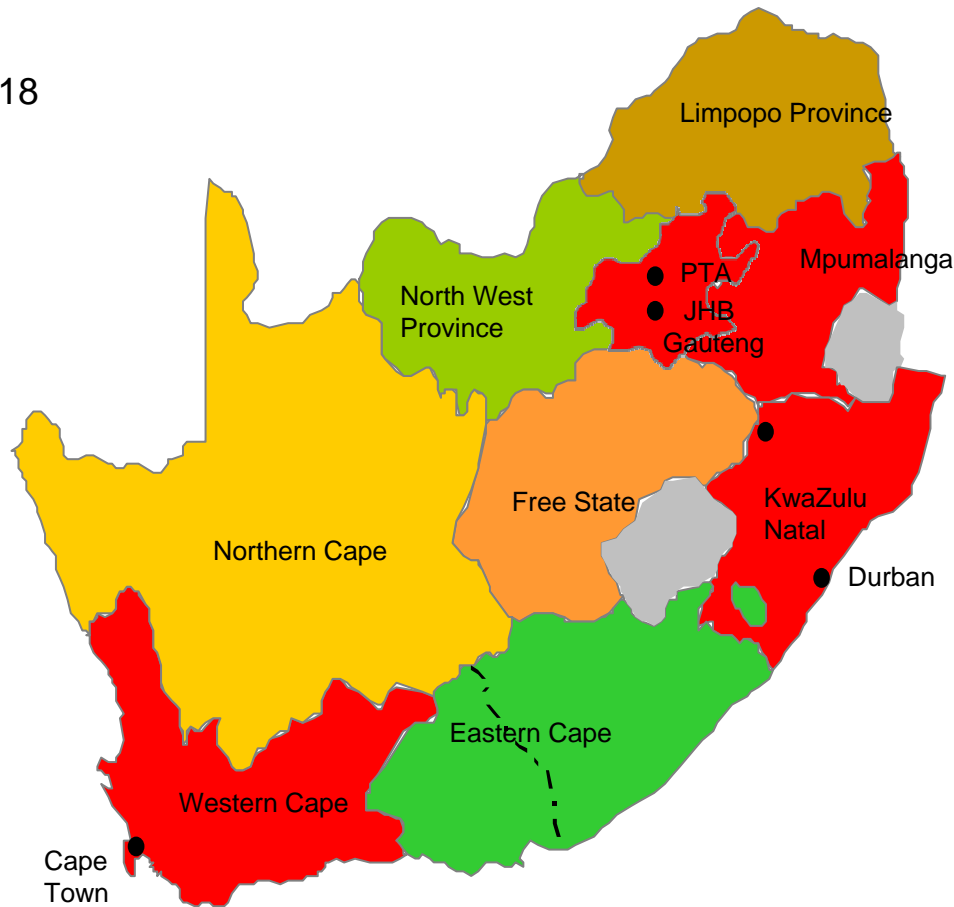 18
Limpopo Province
Mpumalanga
PTA
North West
Province
JHB
Gauteng
Free State
KwaZulu
Natal
Northern Cape
Durban
Eastern Cape
Western Cape
Cape
Town